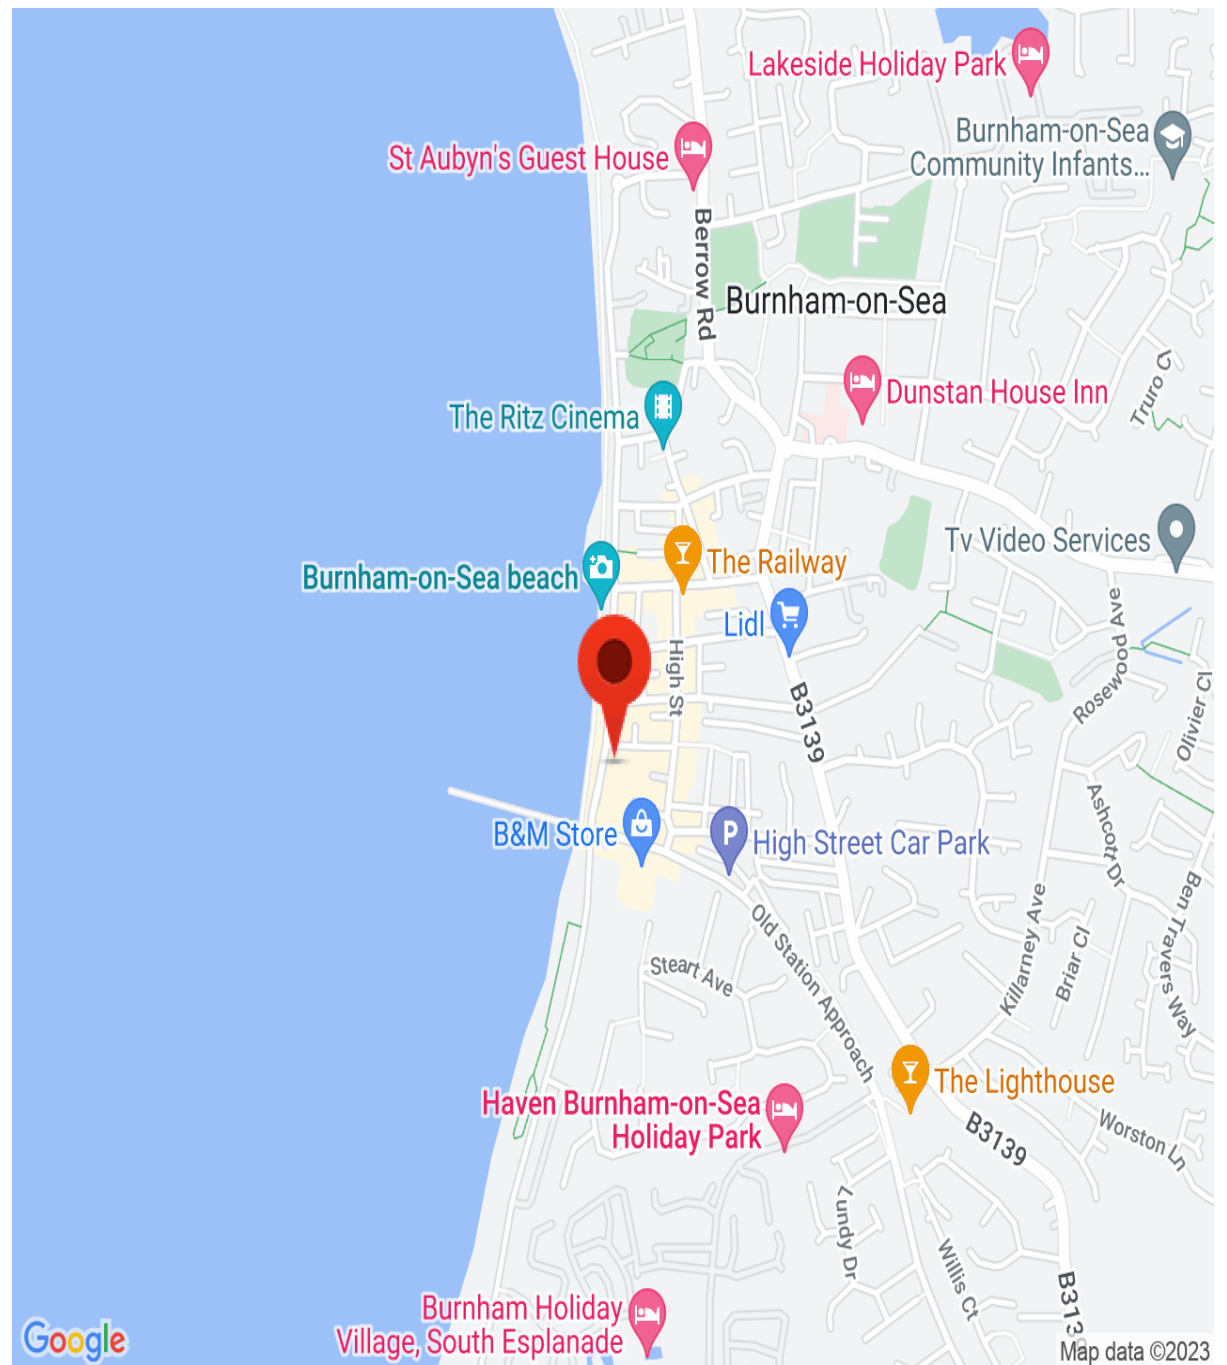 Lakeside Holiday Park
Burnham-on-Sea
Community Infants...
St Aubyn's Guest House
Berrow Rd
Burnham-on-Sea
Truro Cl
Dunstan House Inn
The Ritz Cinema
Tv Video Services
The Railway
Burnham-on-Sea beach
Lidl
High St
Rosewood Ave
Olivier Cl
B3139
B&M Store
High Street Car Park
Ashcott Dr
Ben Travers Way
Killarney Ave
Briar Cl
Old Station Approach
Steart Ave
The Lighthouse
Haven Burnham-on-Sea
Holiday Park
B3139
Worston Ln
Lundy Dr
Willis Ct
B3139
Burnham Holiday
Village, South Esplanade
Google
Map data ©2023